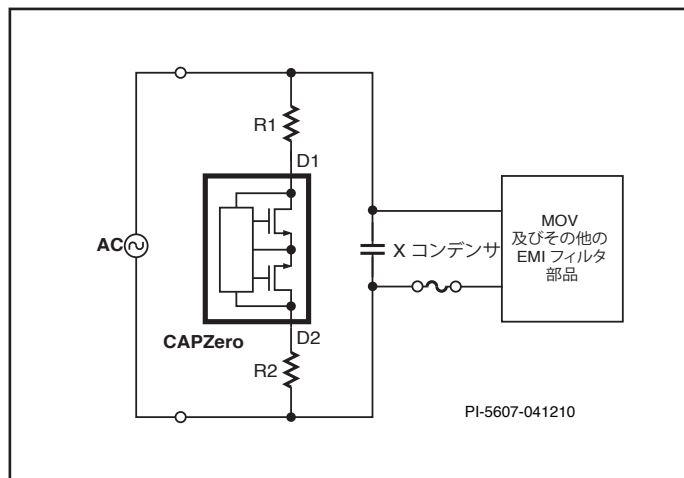 R1
D1
AC
X コンデンサ
MOV
及びその他の
EMI フィルタ
部品
CAPZero
D2
R2
PI-5607-041210